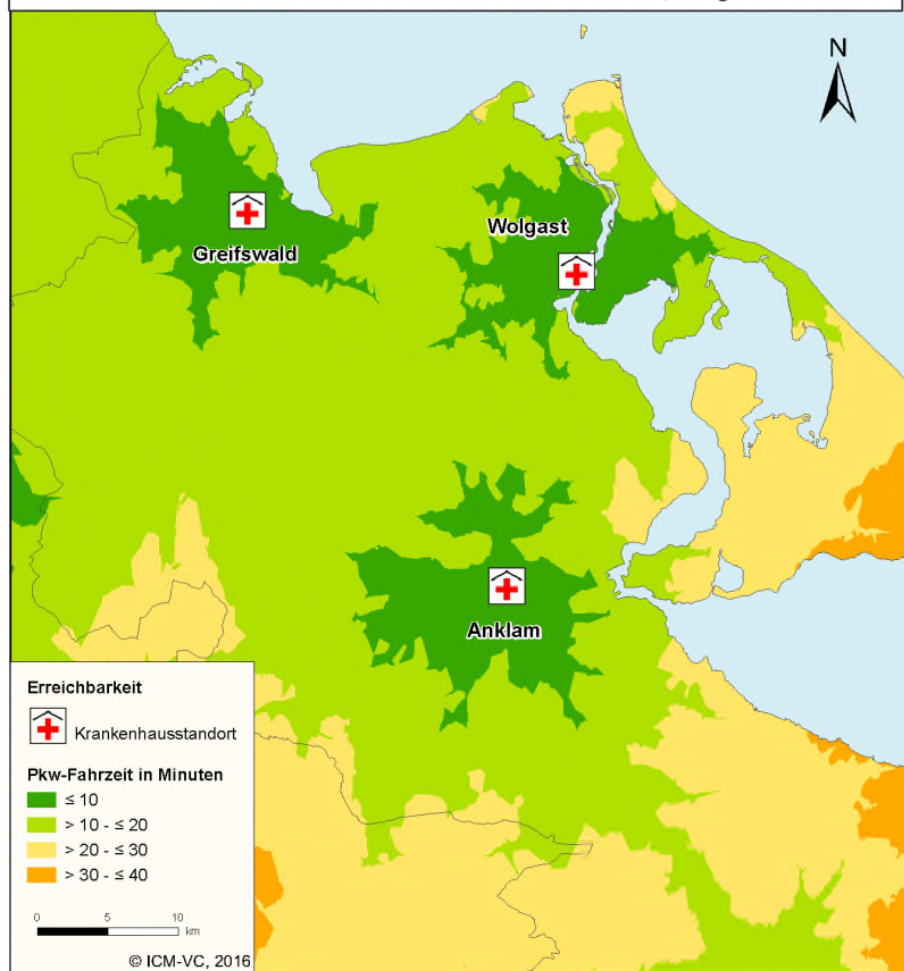 N
Wolgast
Greifswald
Anklam
Erreichbarkeit
Krankenhausstandort
Pkw-Fahrzeit in Minuten
≤ 10
> 10 - ≤ 20
> 20 - ≤ 30
> 30 - ≤ 40
0 5 10
km
© ICM-VC, 2016